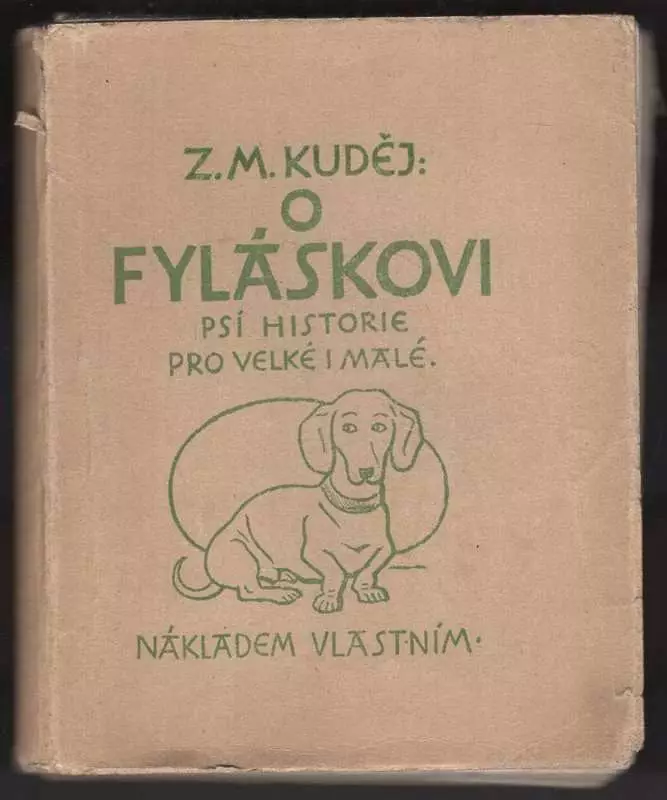 Z.M.KUDĚJ:
O
FYLÁSKOVI
PSÍ HISTORIE
PRO VELKÉ I MALÉ.
NÁKLADEM VLASTNÍM.